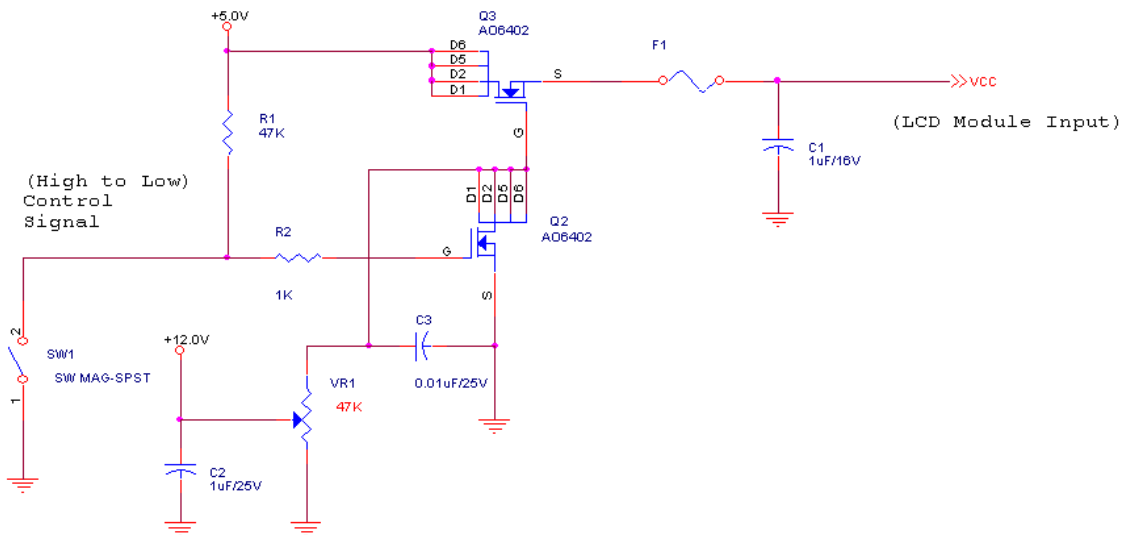 +5.0V
Q3
AO6402
D6
D5
D2
D1
S
G
F1
VCC
(LCD Module Input)
R1
47K
C1
1uF/16V
(High to Low)
Control
Signal
D1
D2
D5
D6
Q2
AO6402
R2
1K
G
S
C3
0.01uF/25V
2
SW1
SW MAG-SPST
1
+12.0V
VR1
47K
C2
1uF/25V